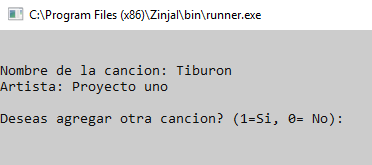 C:\Program Files (x86)\Zinjal\bin\runner.exe
Nombre de la cancion: Tiburon
Artista: Proyecto uno
Deseas agregar otra cancion? (1=Si, 0= No):